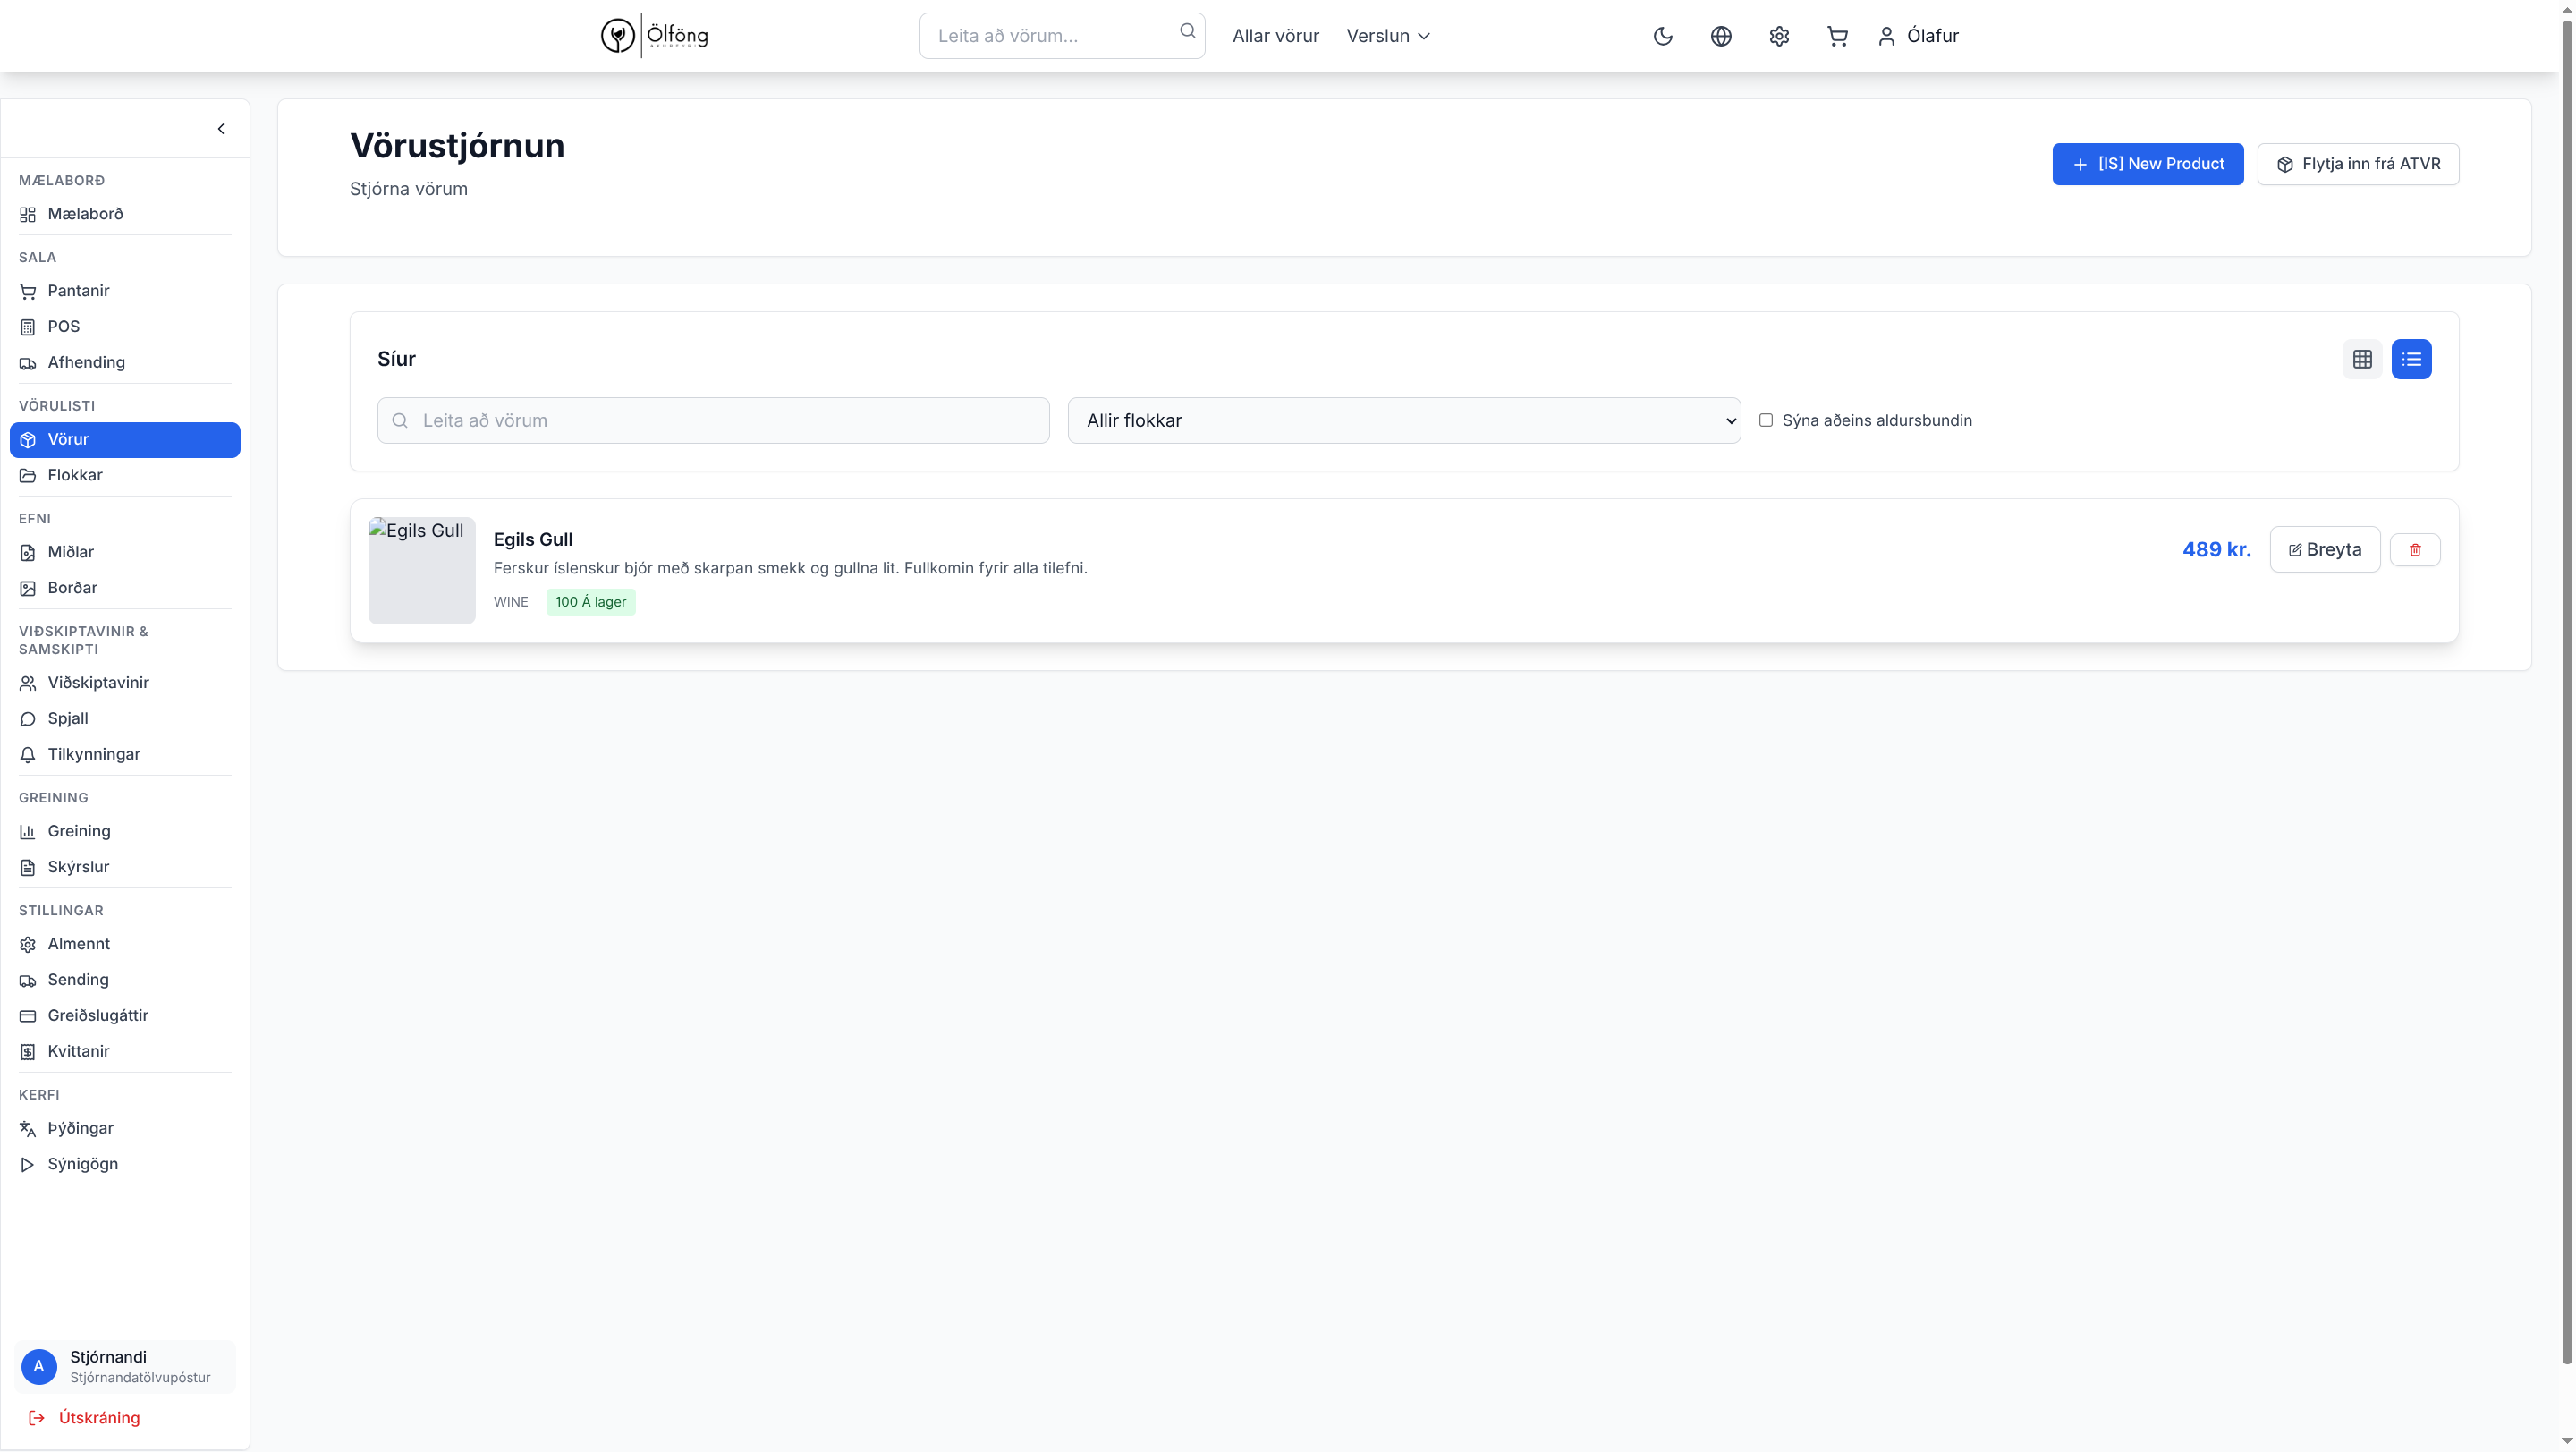 Ölföng
AKUREYRI
Leita að vörum...
Allar vörur
Verslun
Ólafur
MÆLABORÐ
Mælaborð
SALA
Pantanir
POS
Afhending
VÖRULISTI
Vörur
Flokkar
EFNI
Miðlar
Borðar
VIÐSKIPTAVINIR &
SAMSKIPTI
Viðskiptavinir
Spjall
Tilkynningar
GREINING
Greining
Skýrslur
STILLINGAR
Almennt
Sending
Greiðslugáttir
Kvittanir
KERFI
Þýðingar
Sýnigögn
A
Stjórnandi
Stjórnandatölvupóstur
Útskráning
Vörustjórnun
Stjórna vörum
[IS] New Product
Flytja inn frá ATVR
Síur
Leita að vörum
Allir flokkar
Sýna aðeins aldursbundin
Egils Gull
Egils Gull
Ferskur íslenskur bjór með skarpan smekk og gullna lit. Fullkomin fyrir alla tilefni.
WINE
100 Á lager
489 kr.
Breyta